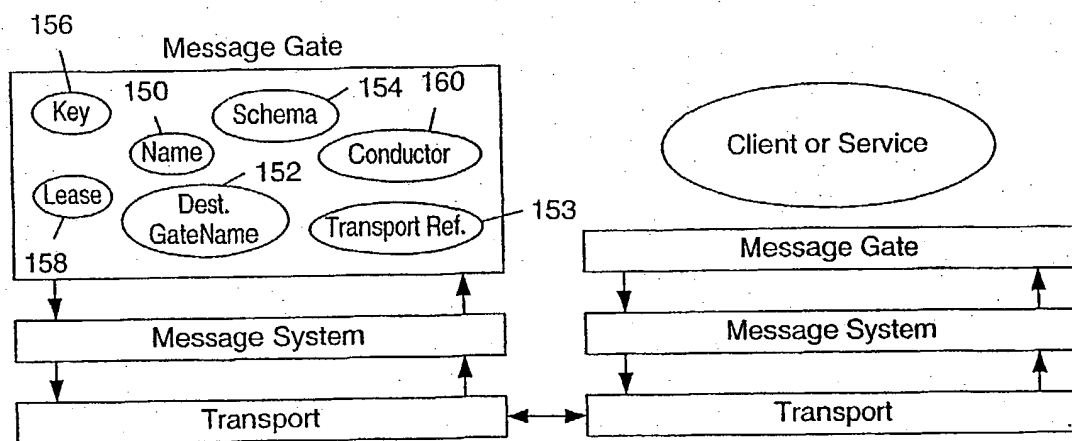 156
Message Gate
150
154
160
Key
Schema
Name
Conductor
Client or Service
152
Lease
Dest.
GateName
Transport Ref.
153
158
Message Gate
Message System
Message System
Transport
Transport